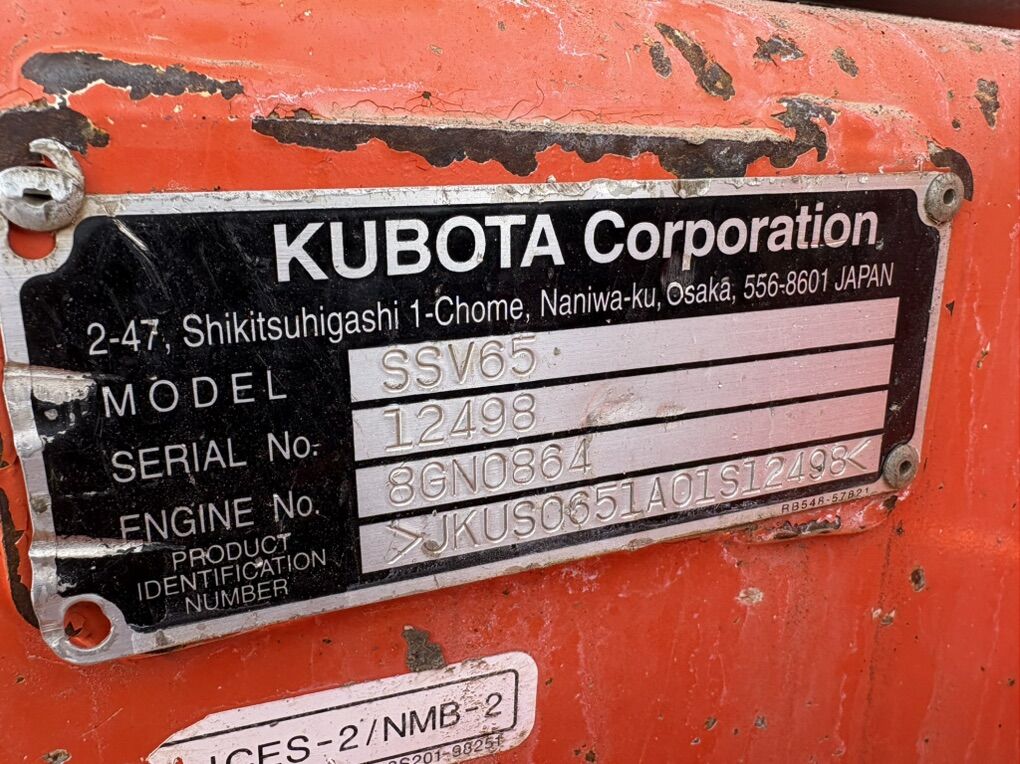 KUBOTA Corporation
2-47, Shikitsuhigashi 1-Chome, Naniwa-ku, Osaka, 556-8601 JAPAN
MODEL SSV65
SERIAL No. 12498
ENGINE No. 8GN0864
PRODUCT
IDENTIFICATION
NUMBER
>JKUS0651A01S12498<
RB548-57821
ICES-2/NMB-2